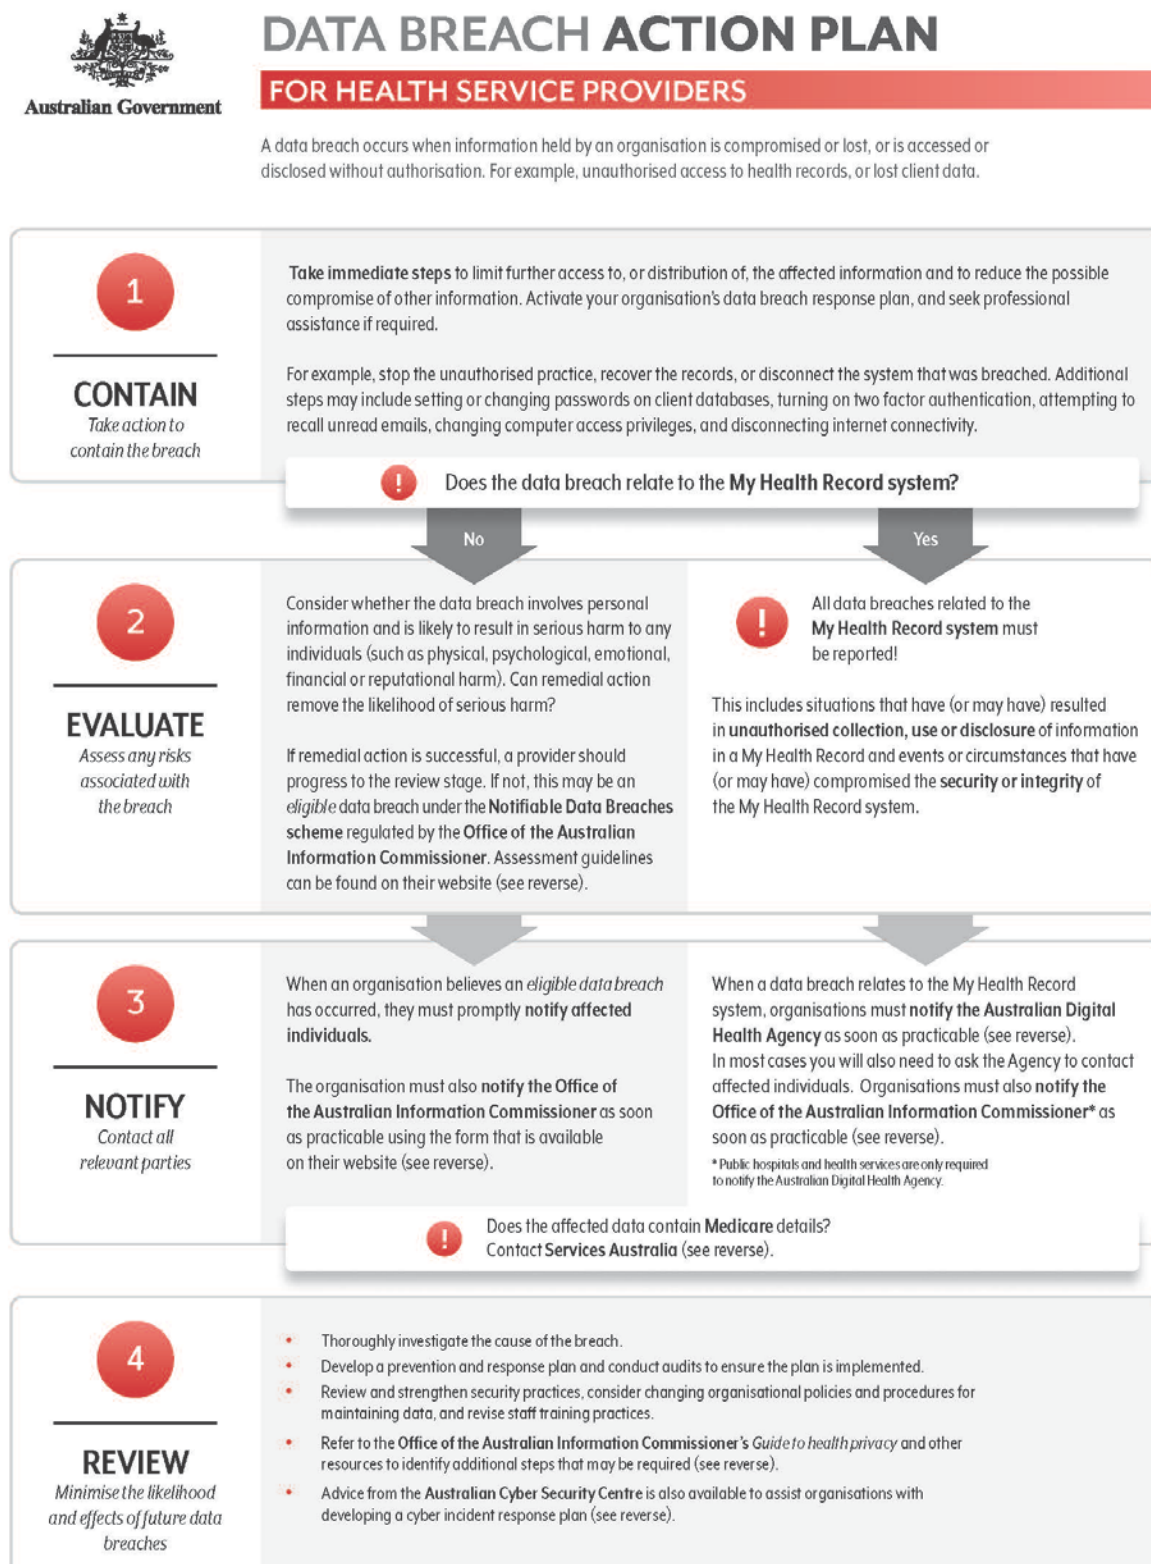 DATA BREACH ACTION PLAN
Australian Government
FOR HEALTH SERVICE PROVIDERS
A data breach occurs when information held by an organisation is compromised or lost, or is accessed or
disclosed without authorisation. For example, unauthorised access to health records, or lost client data.
1
CONTAIN
Take action to
contain the breach
Take immediate steps to limit further access to, or distribution of, the affected information and to reduce the possible
compromise of other information. Activate your organisation's data breach response plan, and seek professional
assistance if required.
For example, stop the unauthorised practice, recover the records, or disconnect the system that was breached. Additional
steps may include setting or changing passwords on client databases, turning on two factor authentication, attempting to
recall unread emails, changing computer access privileges, and disconnecting internet connectivity.
! Does the data breach relate to the My Health Record system?
No
Yes
2
EVALUATE
Assess any risks
associated with
the breach
Consider whether the data breach involves personal
information and is likely to result in serious harm to any
individuals (such as physical, psychological, emotional,
financial or reputational harm). Can remedial action
remove the likelihood of serious harm?
If remedial action is successful, a provider should
progress to the review stage. If not, this may be an
eligible data breach under the Notifiable Data Breaches
scheme regulated by the Office of the Australian
Information Commissioner. Assessment guidelines
can be found on their website (see reverse).
!
All data breaches related to the
My Health Record system must
be reported!
This includes situations that have (or may have) resulted
in unauthorised collection, use or disclosure of information
in a My Health Record and events or circumstances that have
(or may have) compromised the security or integrity of
the My Health Record system.
3
NOTIFY
Contact all
relevant parties
When an organisation believes an eligible data breach
has occurred, they must promptly notify affected
individuals.
The organisation must also notify the Office of
the Australian Information Commissioner as soon
as practicable using the form that is available
on their website (see reverse).
When a data breach relates to the My Health Record
system, organisations must notify the Australian Digital
Health Agency as soon as practicable (see reverse).
In most cases you will also need to ask the Agency to contact
affected individuals. Organisations must also notify the
Office of the Australian Information Commissioner* as
soon as practicable (see reverse).
* Public hospitals and health services are only required
to notify the Australian Digital Health Agency.
!
Does the affected data contain Medicare details?
Contact Services Australia (see reverse).
4
REVIEW
Minimise the likelihood
and effects of future data
breaches
• Thoroughly investigate the cause of the breach.
• Develop a prevention and response plan and conduct audits to ensure the plan is implemented.
• Review and strengthen security practices, consider changing organisational policies and procedures for
maintaining data, and revise staff training practices.
• Refer to the Office of the Australian Information Commissioner's Guide to health privacy and other
resources to identify additional steps that may be required (see reverse).
• Advice from the Australian Cyber Security Centre is also available to assist organisations with
developing a cyber incident response plan (see reverse).